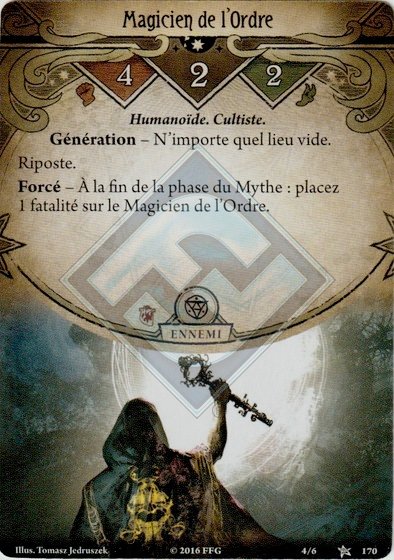 Magicien de l'Ordre
4 2 2
Humanoïde. Cultiste.
Génération – N'importe quel lieu vide.
Riposte.
Forcé – À la fin de la phase du Mythe : placez
1 fatalité sur le Magicien de l'Ordre.
ENNEMI
Illus. Tomasz Jedruszek
© 2016 FFG
4/6
170